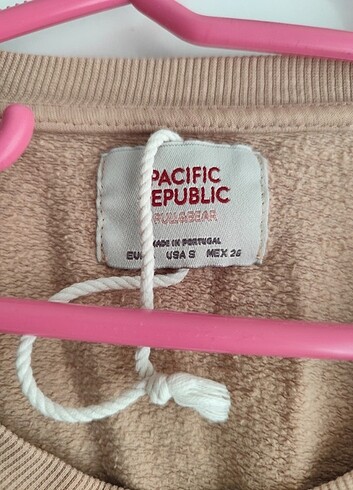 PACIFIC
REPUBLIC
PULL&BEAR
MADE IN PORTUGAL
EUR USA S MEX 26